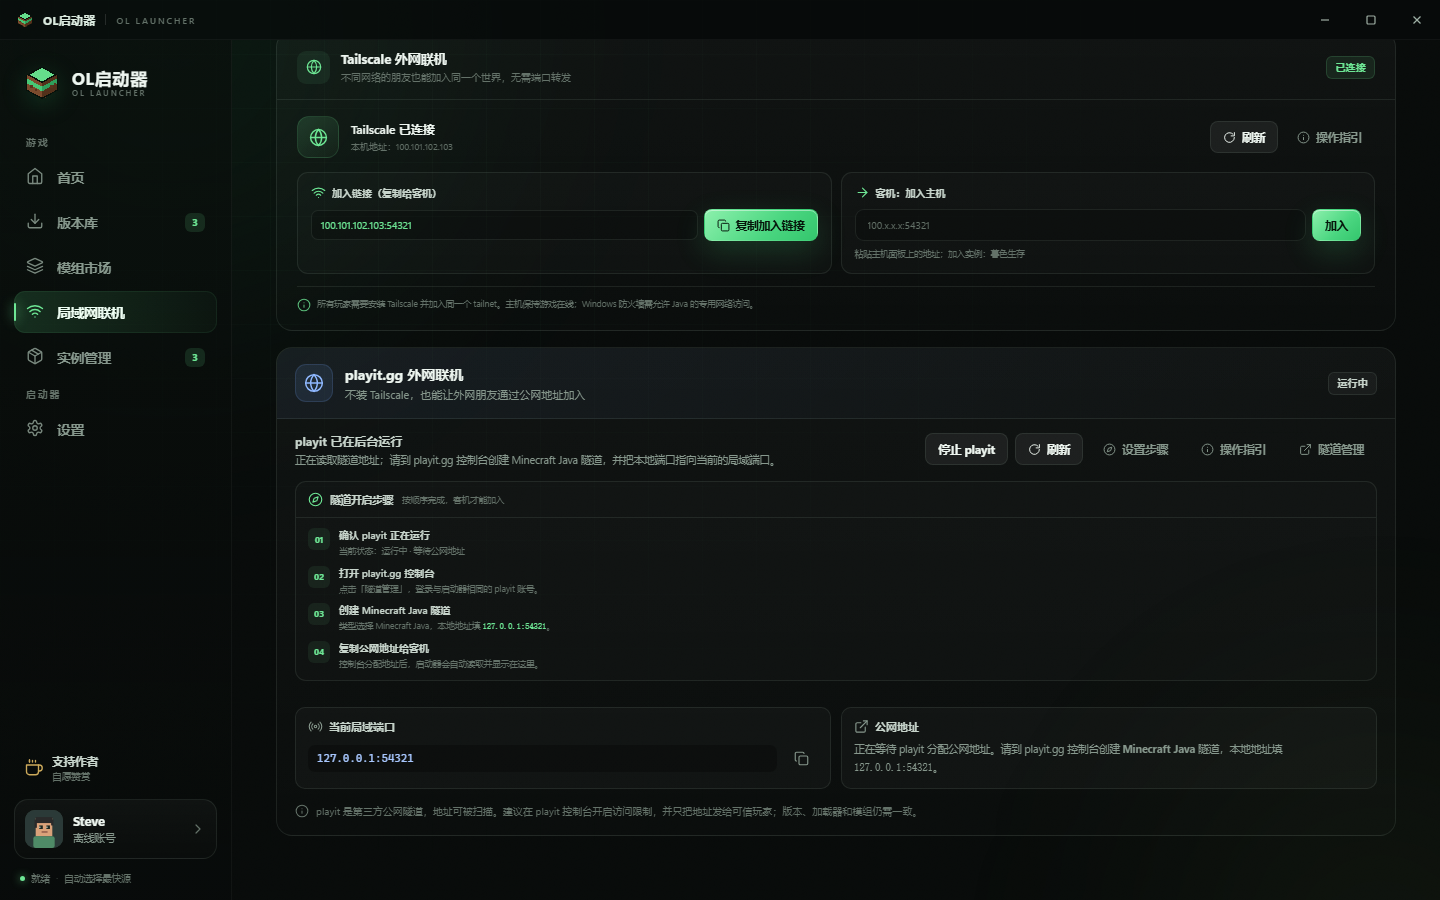 OL启动器 OL LAUNCHER
OL启动器
OL LAUNCHER
游戏
首页
版本库 3
模组市场
局域网联机
实例管理 3
启动器
设置
支持作者
自愿赞赏
Steve
离线账号
就绪 · 自动选择最快源
Tailscale 外网联机
不同网络的朋友也能加入同一个世界，无需端口转发
已连接
Tailscale 已连接
本机地址：100.101.102.103
刷新
操作指引
加入链接（复制给客机）
100.101.102.103:54321
复制加入链接
客机：加入主机
100.x.x.x:54321
加入
粘贴主机面板上的地址；加入实例：暮色生存
所有玩家需要安装 Tailscale 并加入同一个 tailnet。主机保持游戏在线；Windows 防火墙需允许 Java 的专用网络访问。
playit.gg 外网联机
不装 Tailscale，也能让外网朋友通过公网地址加入
运行中
playit 已在后台运行
正在读取隧道地址；请到 playit.gg 控制台创建 Minecraft Java 隧道，并把本地端口指向当前的局域端口。
停止 playit
刷新
设置步骤
操作指引
隧道管理
隧道开启步骤 按顺序完成，客机才能加入
01 确认 playit 正在运行
当前状态：运行中 · 等待公网地址
02 打开 playit.gg 控制台
点击「隧道管理」，登录与启动器相同的 playit 账号。
03 创建 Minecraft Java 隧道
类型选择 Minecraft Java，本地地址填 127.0.0.1:54321。
04 复制公网地址给客机
控制台分配地址后，启动器会自动读取并显示在这里。
当前局域端口
127.0.0.1:54321
公网地址
正在等待 playit 分配公网地址。请到 playit.gg 控制台创建 Minecraft Java 隧道，本地地址填
127.0.0.1:54321。
playit 是第三方公网隧道，地址可被扫描。建议在 playit 控制台开启访问限制，并只把地址发给可信玩家；版本、加载器和模组仍需一致。